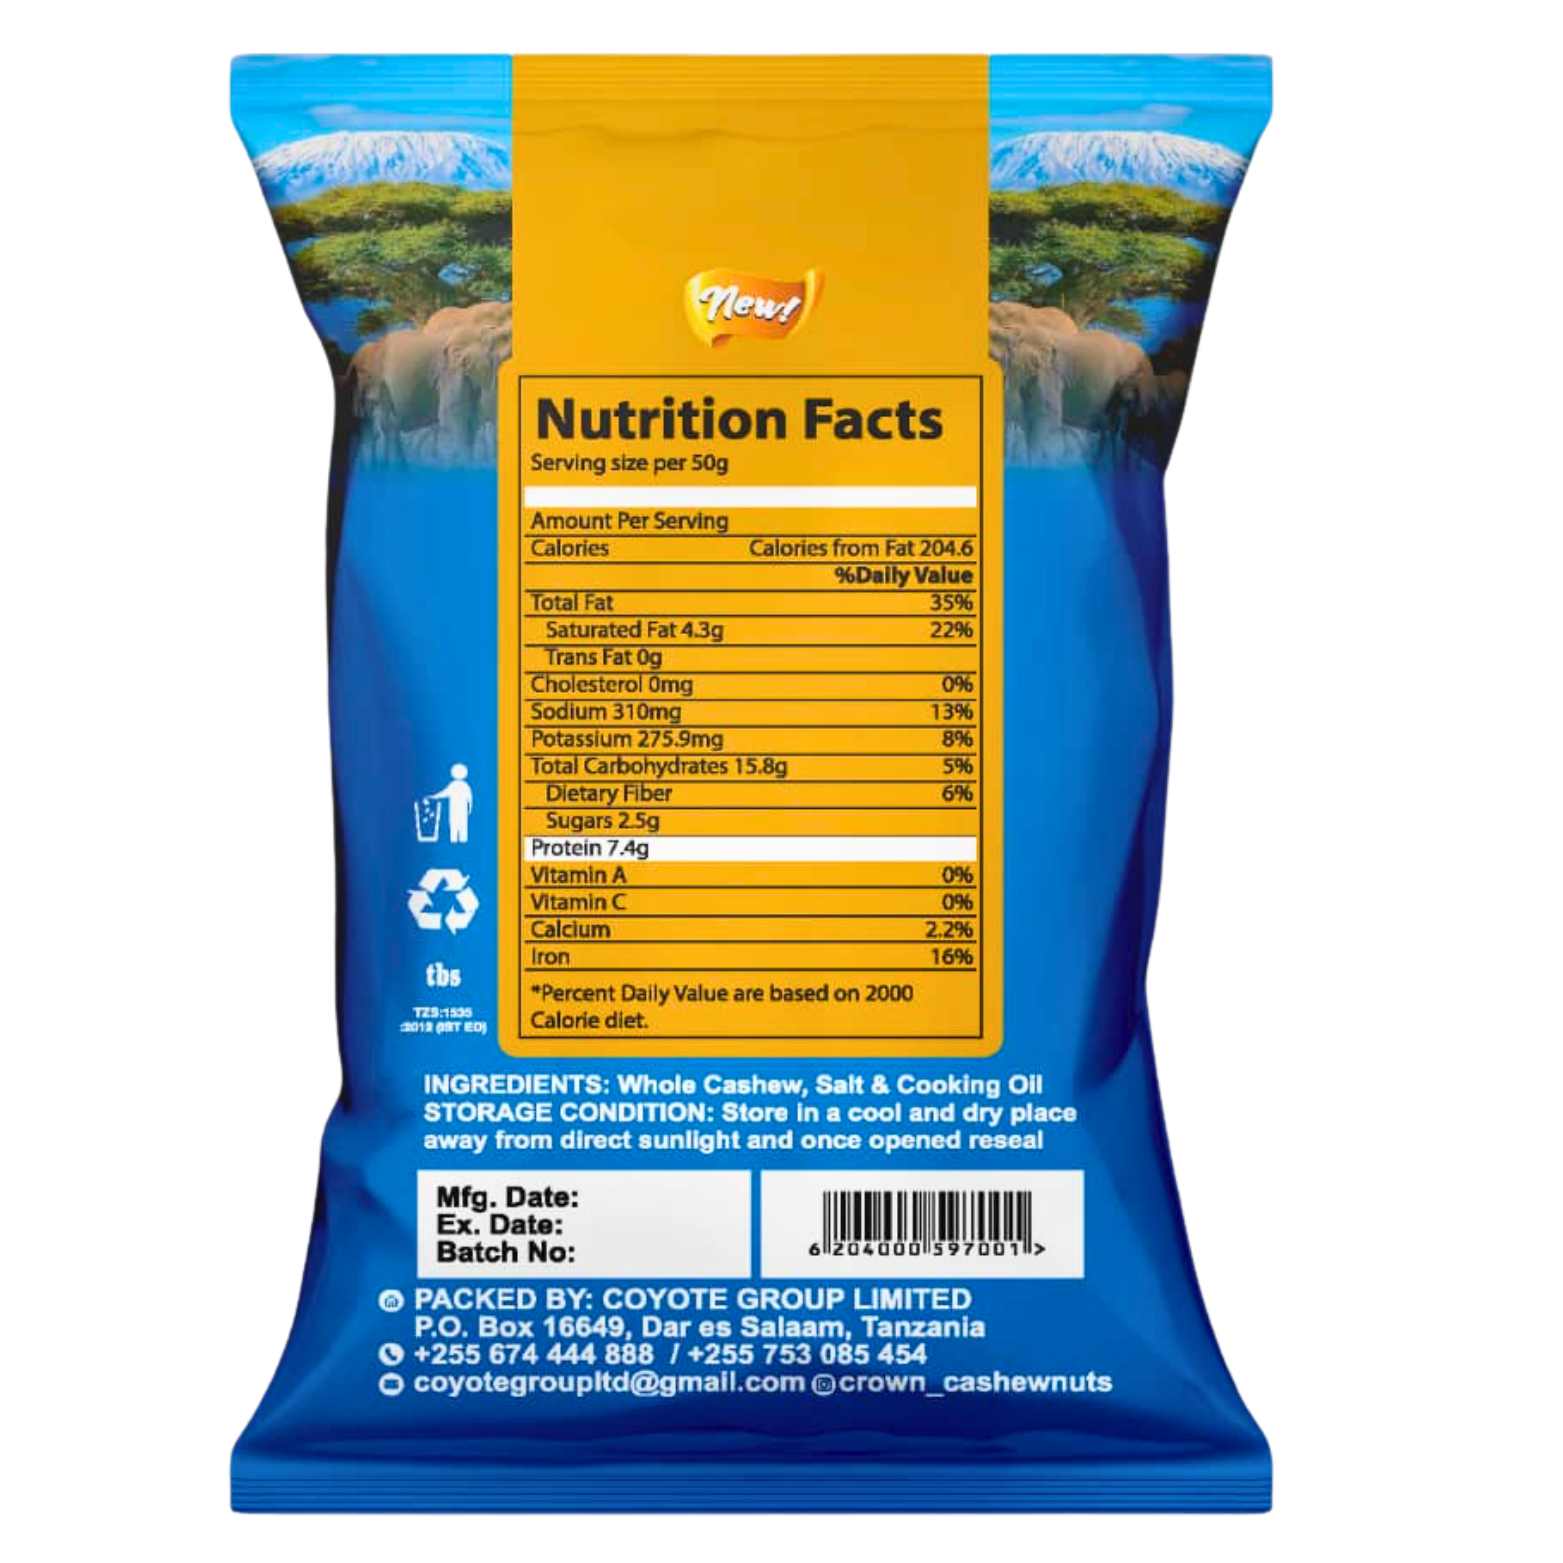 New!
Nutrition Facts
Serving size per 50g
Amount Per Serving
Calories Calories from Fat 204.6
%Daily Value
Total Fat 35%
Saturated Fat 4.3g 22%
Trans Fat 0g
Cholesterol 0mg 0%
Sodium 310mg 13%
Potassium 275.9mg 8%
Total Carbohydrates 15.8g 5%
Dietary Fiber 6%
Sugars 2.5g
Protein 7.4g
Vitamin A 0%
Vitamin C 0%
Calcium 2.2%
Iron 16%
*Percent Daily Value are based on 2000
Calorie diet.
tbs
TZS:1535
:2012 (IST ED)
INGREDIENTS: Whole Cashew, Salt & Cooking Oil
STORAGE CONDITION: Store in a cool and dry place
away from direct sunlight and once opened reseal
Mfg. Date:
Ex. Date:
Batch No:
6 204000 597001 >
PACKED BY: COYOTE GROUP LIMITED
P.O. Box 16649, Dar es Salaam, Tanzania
+255 674 444 888 / +255 753 085 454
coyotegroupltd@gmail.com crown_cashewnuts